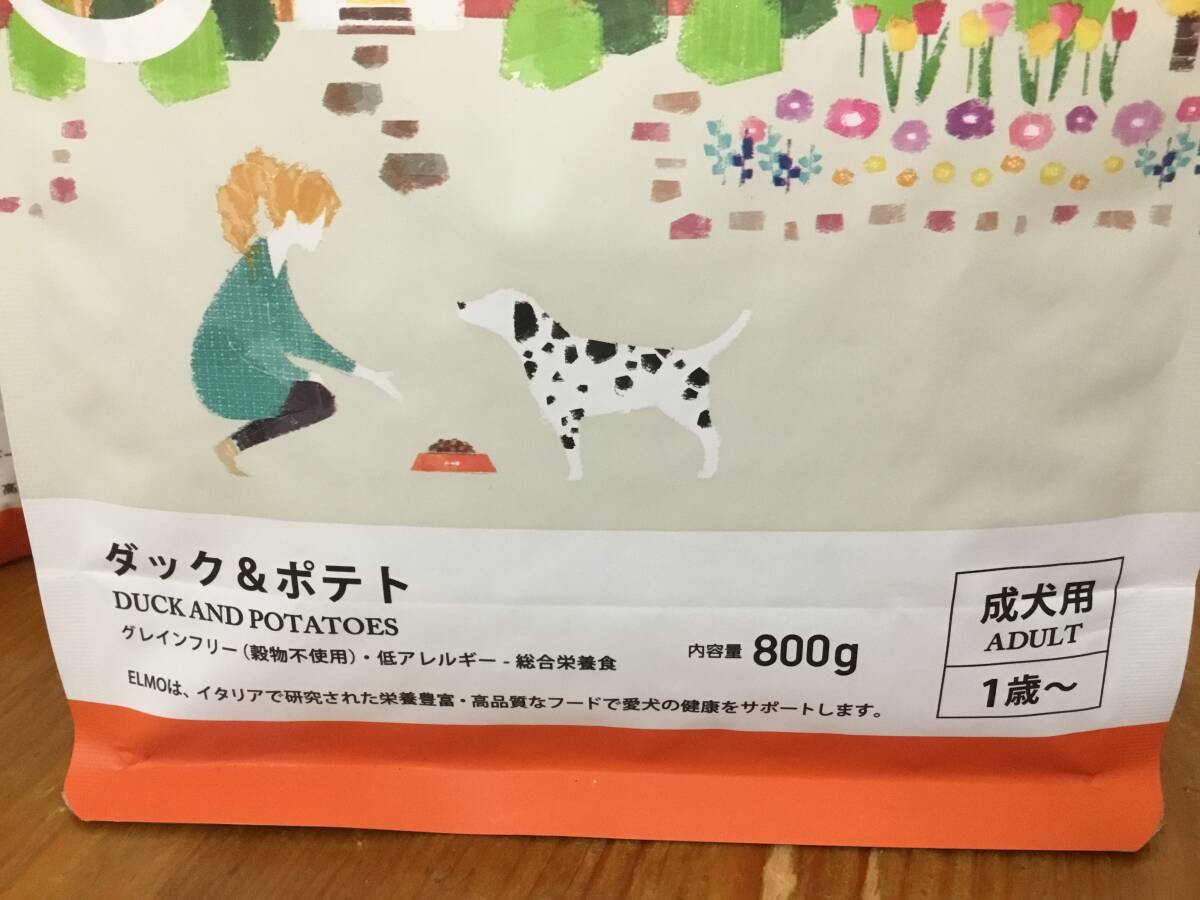 ダック＆ポテト
DUCK AND POTATOES
グレインフリー（穀物不使用）・低アレルギー - 総合栄養食
内容量 800g
ELMOは、イタリアで研究された栄養豊富・高品質なフードで愛犬の健康をサポートします。
成犬用
ADULT
1歳～
高